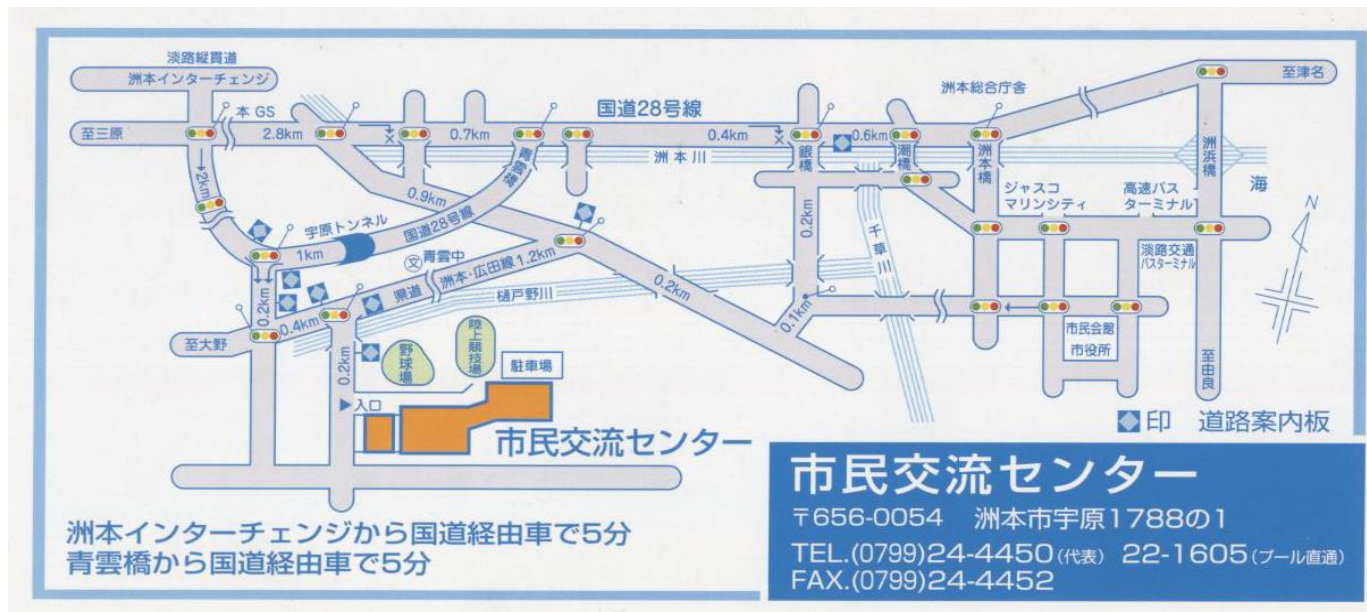 淡路縦貫道
洲本インターチェンジ
至三原
本GS
2.8km
0.7km
国道28号線
0.4km
0.6km
洲本総合庁舎
至津名
2km
青雲橋
洲本川
銀橋
潮橋
洲本橋
洲浜橋
海
0.9km
宇原トンネル
国道28号線
1km
ジャスコ
マリンシティ
高速バス
ターミナル
N
0.2km
千草川
文 青雲中
県道 洲本・広田線1.2km
淡路交通
バスターミナル
0.2km
0.4km
樋戸野川
0.2km
0.1km
至大野
市民会館
市役所
至由良
0.2km
野球場
陸上競技場
駐車場
入口
市民交流センター
印 道路案内板
市民交流センター
〒656-0054 洲本市宇原1788の1
TEL.(0799)24-4450(代表) 22-1605(プール直通)
FAX.(0799)24-4452
洲本インターチェンジから国道経由車で5分
青雲橋から国道経由車で5分